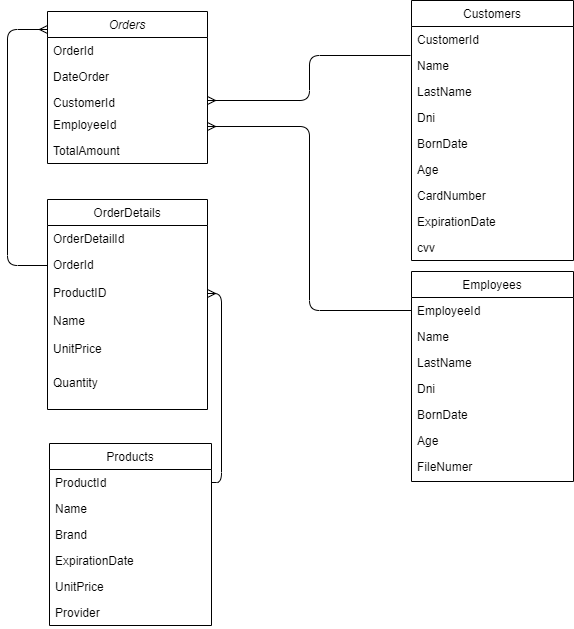 Orders
OrderId
DateOrder
CustomerId
EmployeeId
TotalAmount
OrderDetails
OrderDetailId
OrderId
ProductID
Name
UnitPrice
Quantity
Products
ProductId
Name
Brand
ExpirationDate
UnitPrice
Provider
Customers
CustomerId
Name
LastName
Dni
BornDate
Age
CardNumber
ExpirationDate
cvv
Employees
EmployeeId
Name
LastName
Dni
BornDate
Age
FileNumer